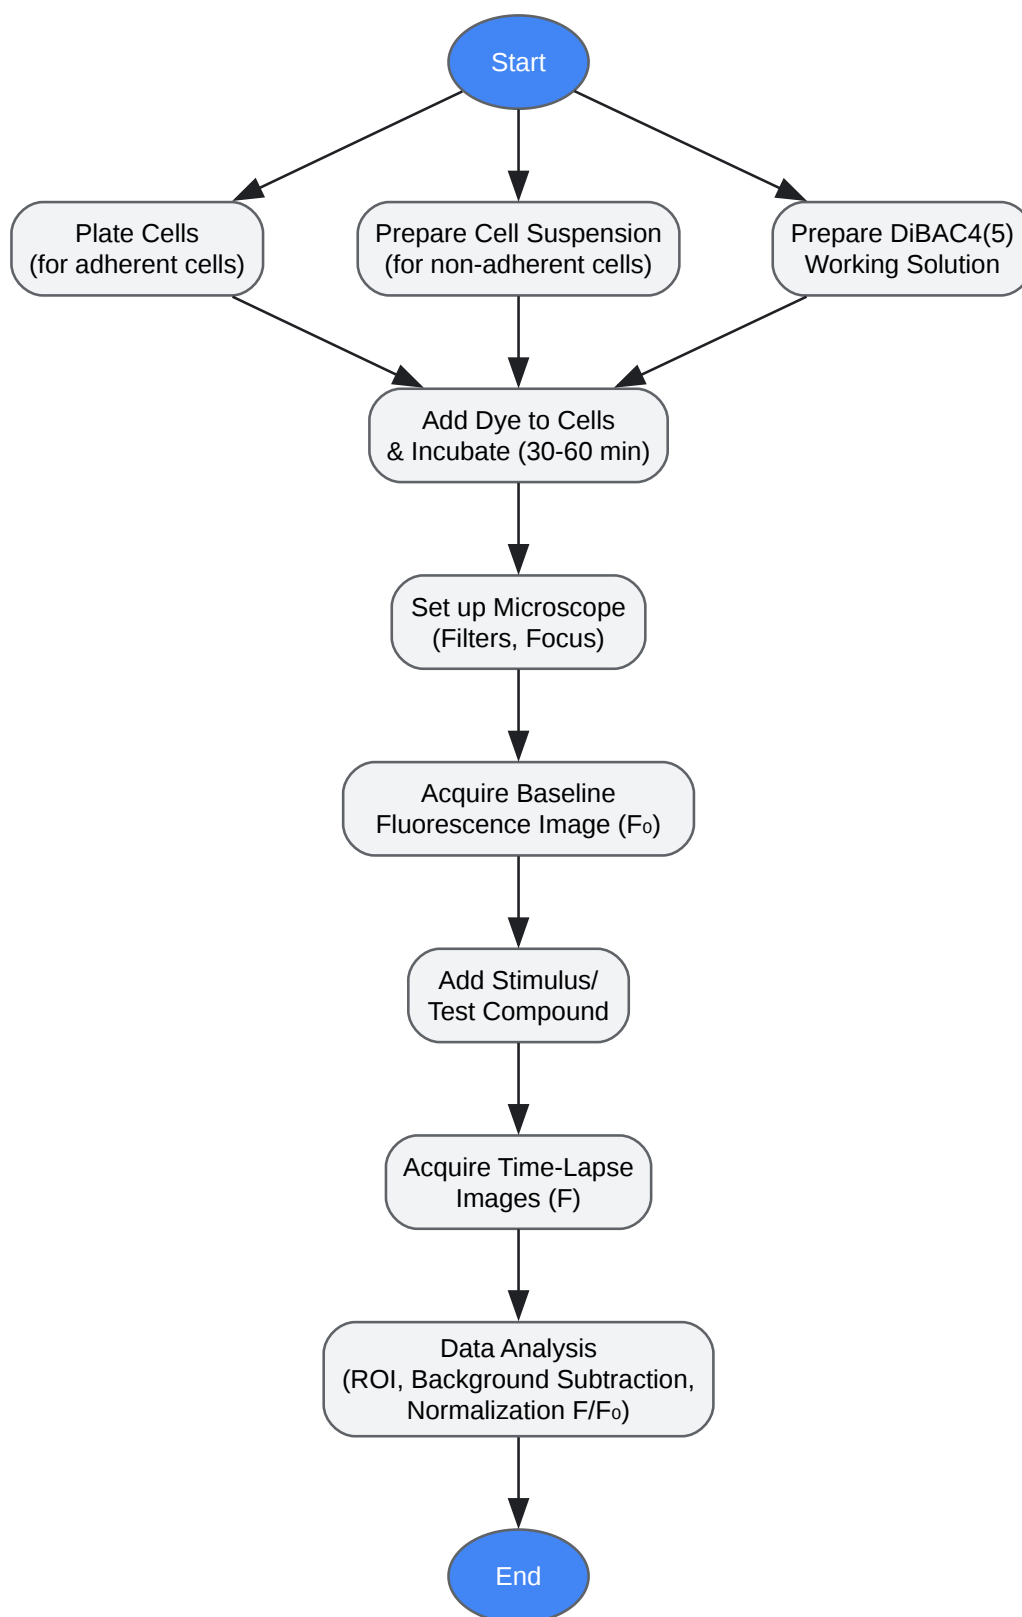 Start
Plate Cells
(for adherent cells)
Prepare Cell Suspension
(for non-adherent cells)
Prepare DiBAC4(5)
Working Solution
Add Dye to Cells
& Incubate (30-60 min)
Set up Microscope
(Filters, Focus)
Acquire Baseline
Fluorescence Image (F₀)
Add Stimulus/
Test Compound
Acquire Time-Lapse
Images (F)
Data Analysis
(ROI, Background Subtraction,
Normalization F/F₀)
End